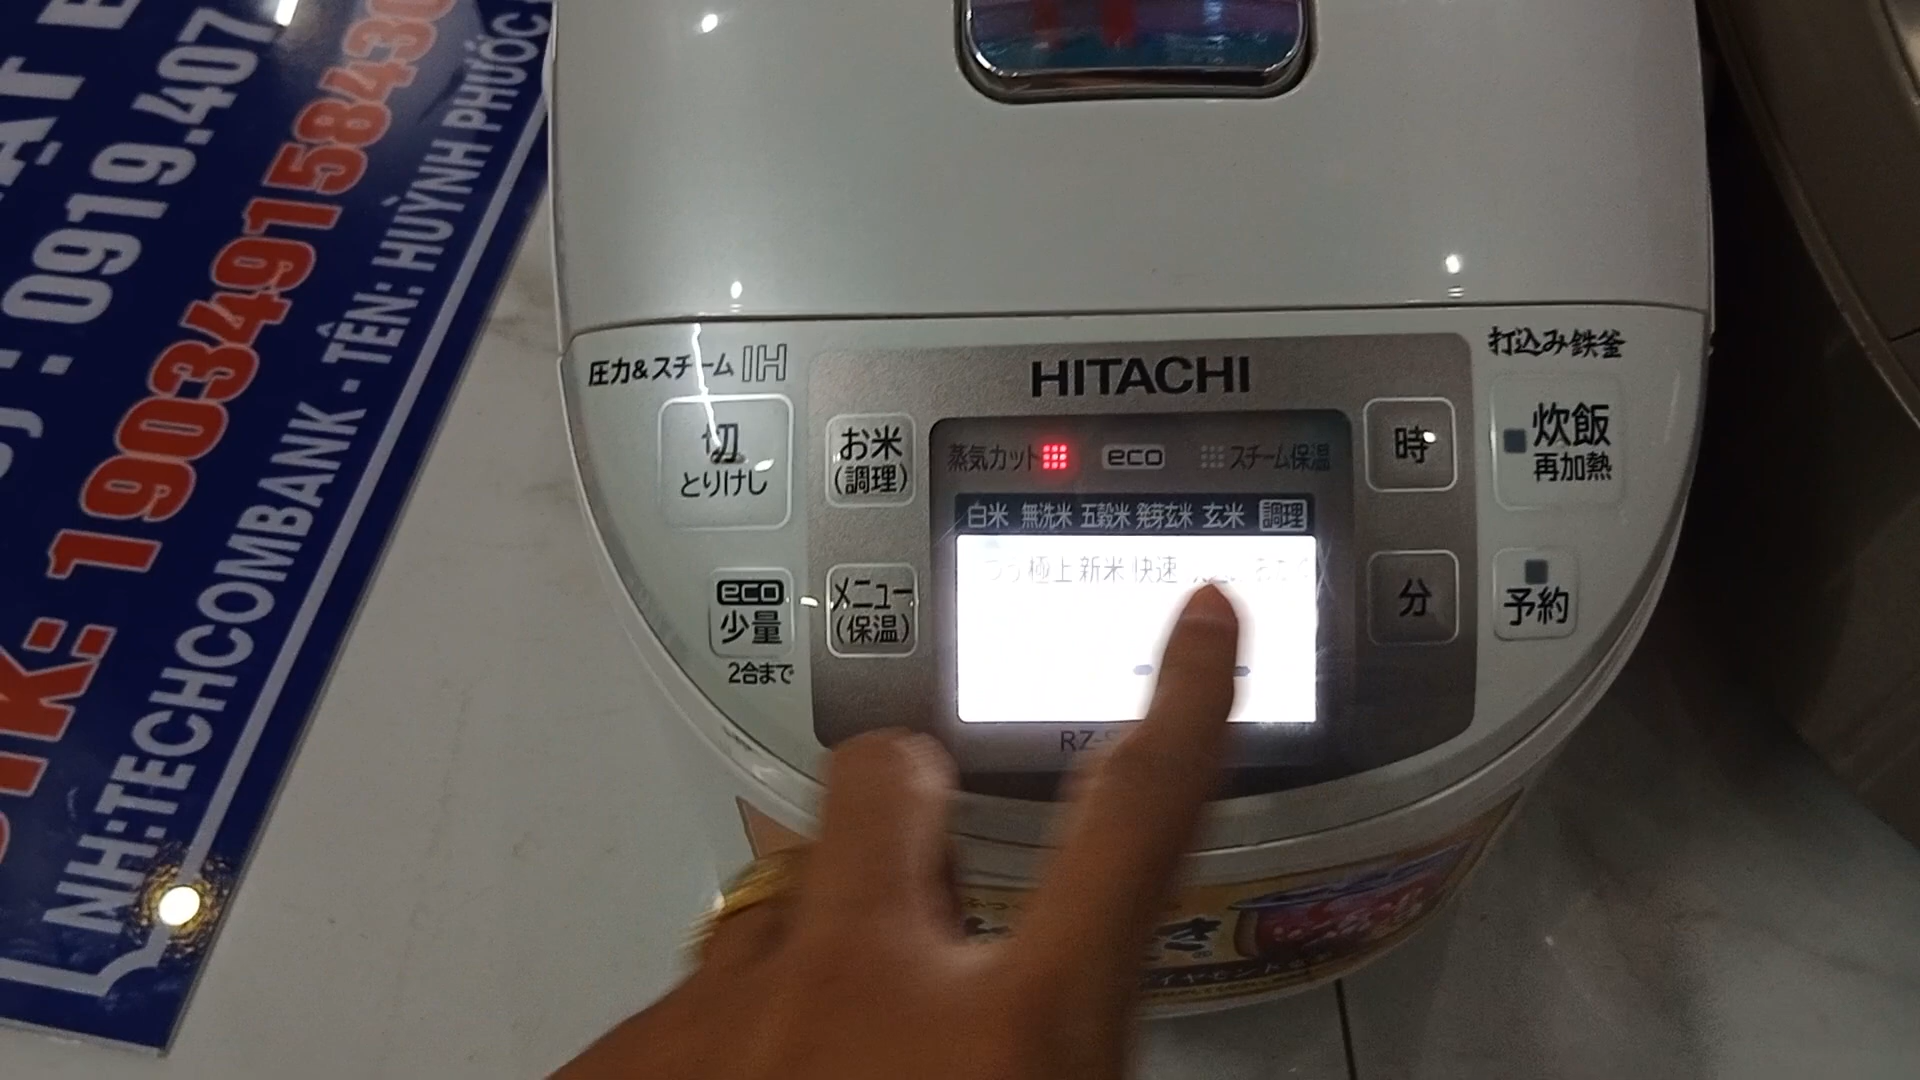 0919.407
1903491584430
NH:TECHCOMBANK - TÊN: HUỲNH PHƯỚC
圧力&スチーム IH
HITACHI
打込み鉄釜
切
とりけし
お米
(調理)
蒸気カット
eco
スチーム保温
時
炊飯
再加熱
白米 無洗米 五穀米 発芽玄米 玄米 調理
極上 新米 快速
eco
少量
2合まで
メニュー
(保温)
分
予約
RZ-